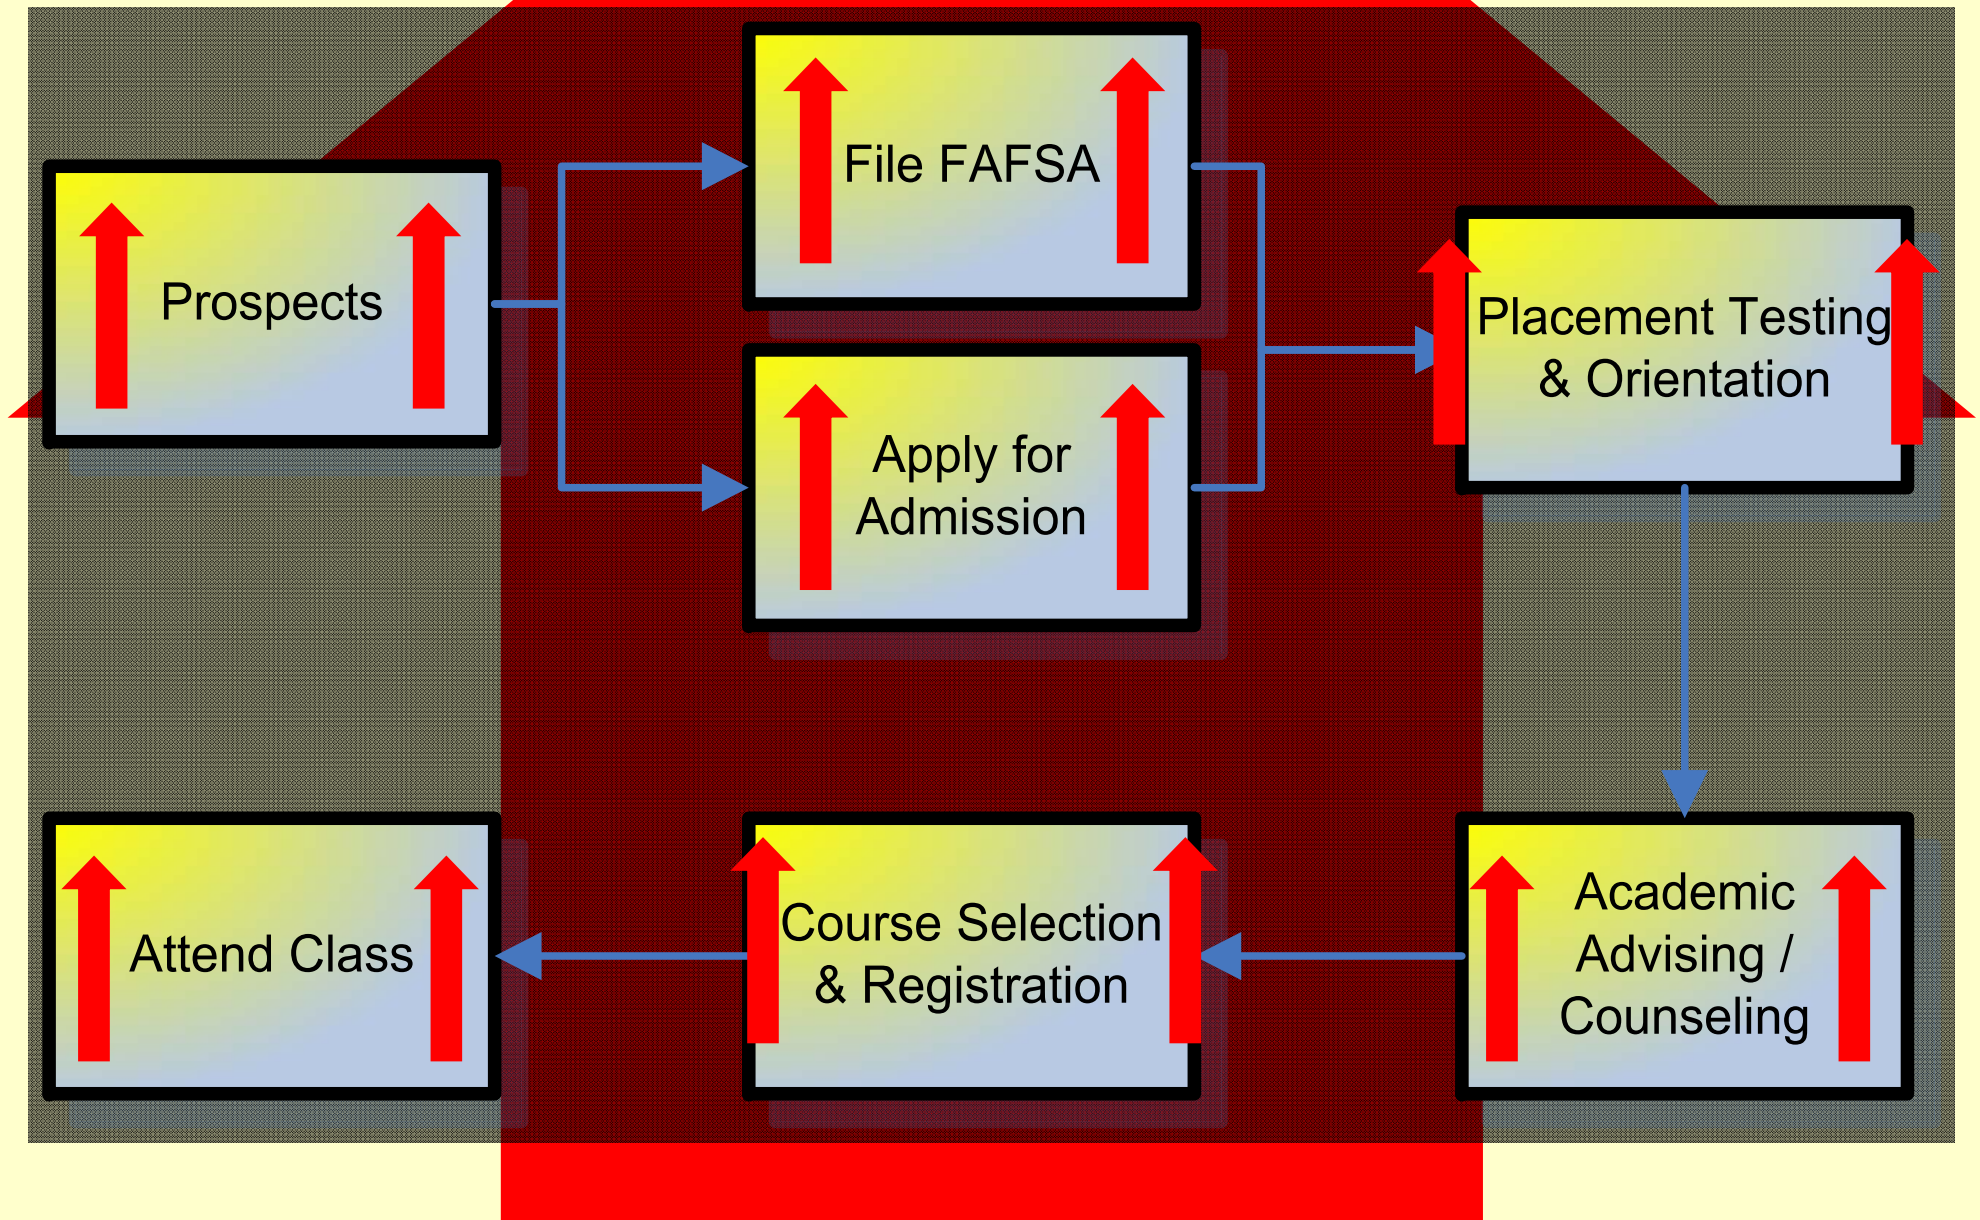 Prospects
File FAFSA
Apply for
Admission
Placement Testing
& Orientation
Academic
Advising /
Counseling
Course Selection
& Registration
Attend Class